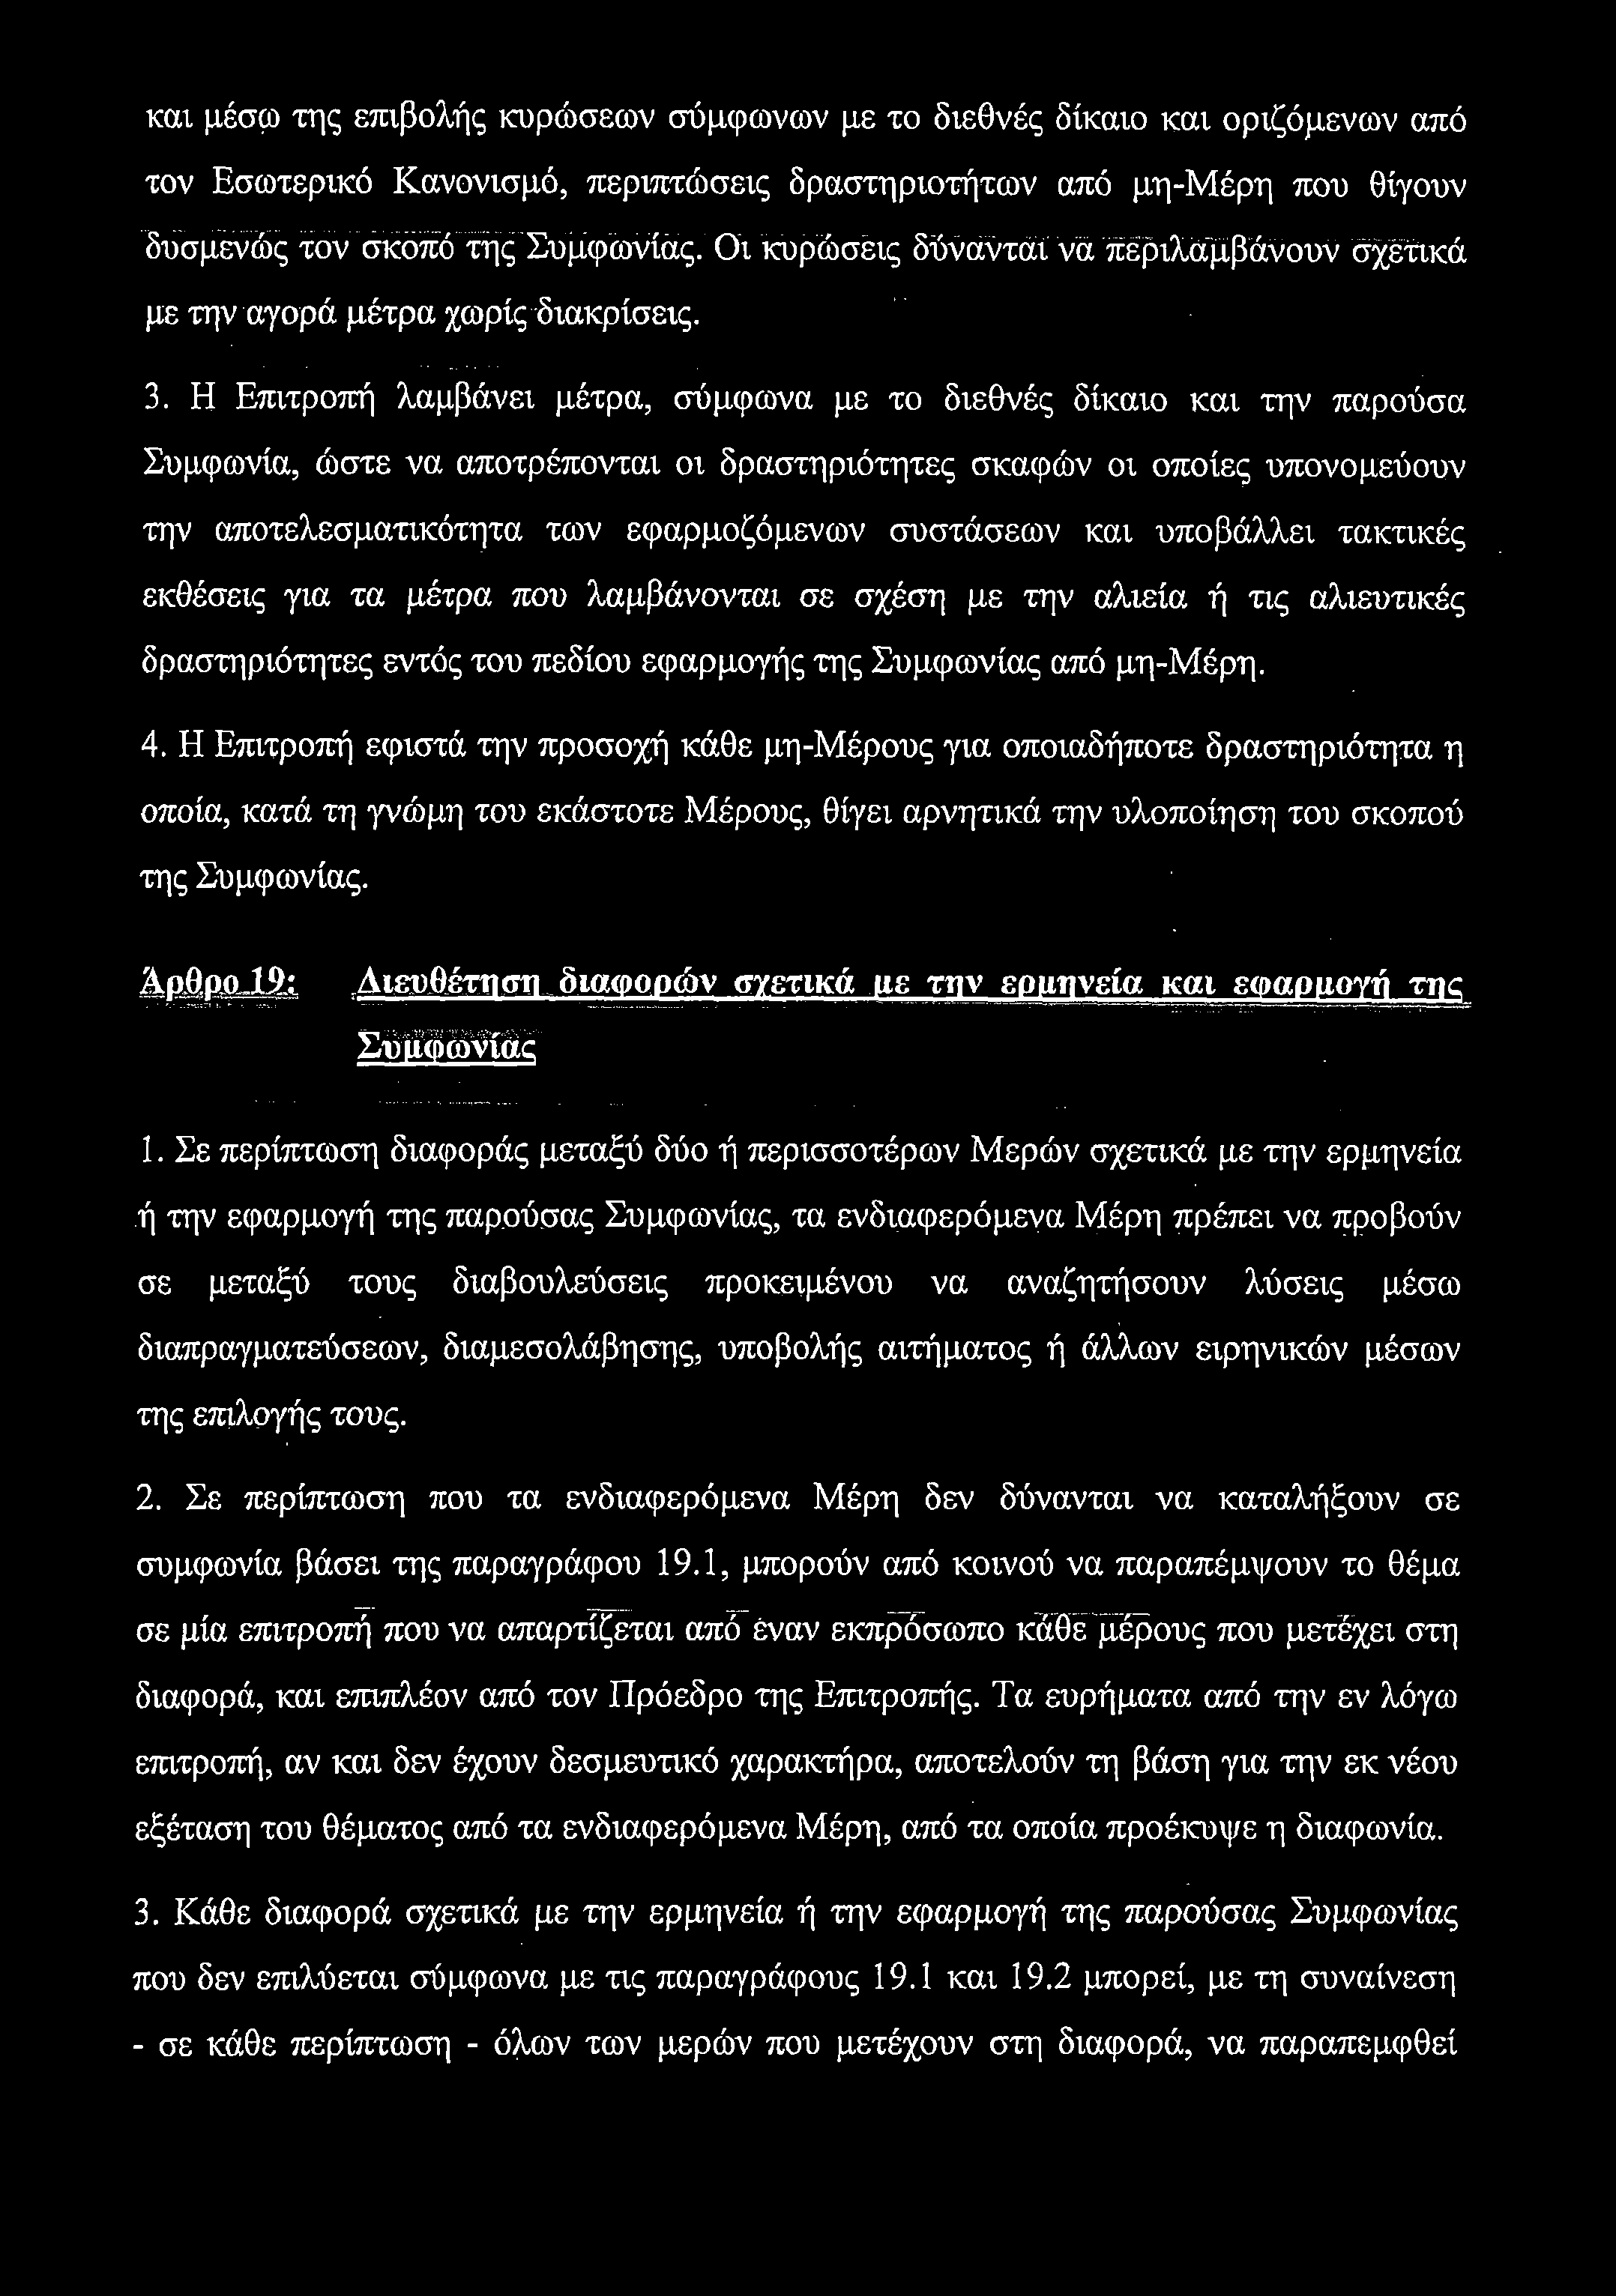 και μέσω της επιβολής κυρώσεων σύμφωνων με το διεθνές δίκαιο και οριζόμενων από
τον Εσωτερικό Κανονισμό, περιπτώσεις δραστηριοτήτων από μη-Μέρη που θίγουν
δυσμενώς τον σκοπό της Συμφωνίας. Οι κυρώσεις δύνανται να περιλαμβάνουν σχετικά
με την αγορά μέτρα χωρίς διακρίσεις.
3. Η Επιτροπή λαμβάνει μέτρα, σύμφωνα με το διεθνές δίκαιο και την παρούσα
Συμφωνία, ώστε να αποτρέπονται οι δραστηριότητες σκαφών οι οποίες υπονομεύουν
την αποτελεσματικότητα των εφαρμοζόμενων συστάσεων και υποβάλλει τακτικές
εκθέσεις για τα μέτρα που λαμβάνονται σε σχέση με την αλιεία ή τις αλιευτικές
δραστηριότητες εντός του πεδίου εφαρμογής της Συμφωνίας από μη-Μέρη.
4. Η Επιτροπή εφιστά την προσοχή κάθε μη-Μέρους για οποιαδήποτε δραστηριότητα η
οποία, κατά τη γνώμη του εκάστοτε Μέρους, θίγει αρνητικά την υλοποίηση του σκοπού
της Συμφωνίας.
Άρθρο 19: Διευθέτηση διαφορών σχετικά με την ερμηνεία και εφαρμογή της
Συμφωνίας
1. Σε περίπτωση διαφοράς μεταξύ δύο ή περισσοτέρων Μερών σχετικά με την ερμηνεία
ή την εφαρμογή της παρούσας Συμφωνίας, τα ενδιαφερόμενα Μέρη πρέπει να προβούν
σε μεταξύ τους διαβουλεύσεις προκειμένου να αναζητήσουν λύσεις μέσω
διαπραγματεύσεων, διαμεσολάβησης, υποβολής αιτήματος ή άλλων ειρηνικών μέσων
της επιλογής τους.
2. Σε περίπτωση που τα ενδιαφερόμενα Μέρη δεν δύνανται να καταλήξουν σε
συμφωνία βάσει της παραγράφου 19.1, μπορούν από κοινού να παραπέμψουν το θέμα
σε μία επιτροπή που να απαρτίζεται από έναν εκπρόσωπο κάθε μέρους που μετέχει στη
διαφορά, και επιπλέον από τον Πρόεδρο της Επιτροπής. Τα ευρήματα από την εν λόγω
επιτροπή, αν και δεν έχουν δεσμευτικό χαρακτήρα, αποτελούν τη βάση για την εκ νέου
εξέταση του θέματος από τα ενδιαφερόμενα Μέρη, από τα οποία προέκυψε η διαφωνία.
3. Κάθε διαφορά σχετικά με την ερμηνεία ή την εφαρμογή της παρούσας Συμφωνίας
που δεν επιλύεται σύμφωνα με τις παραγράφους 19.1 και 19.2 μπορεί, με τη συναίνεση
- σε κάθε περίπτωση - όλων των μερών που μετέχουν στη διαφορά, να παραπεμφθεί